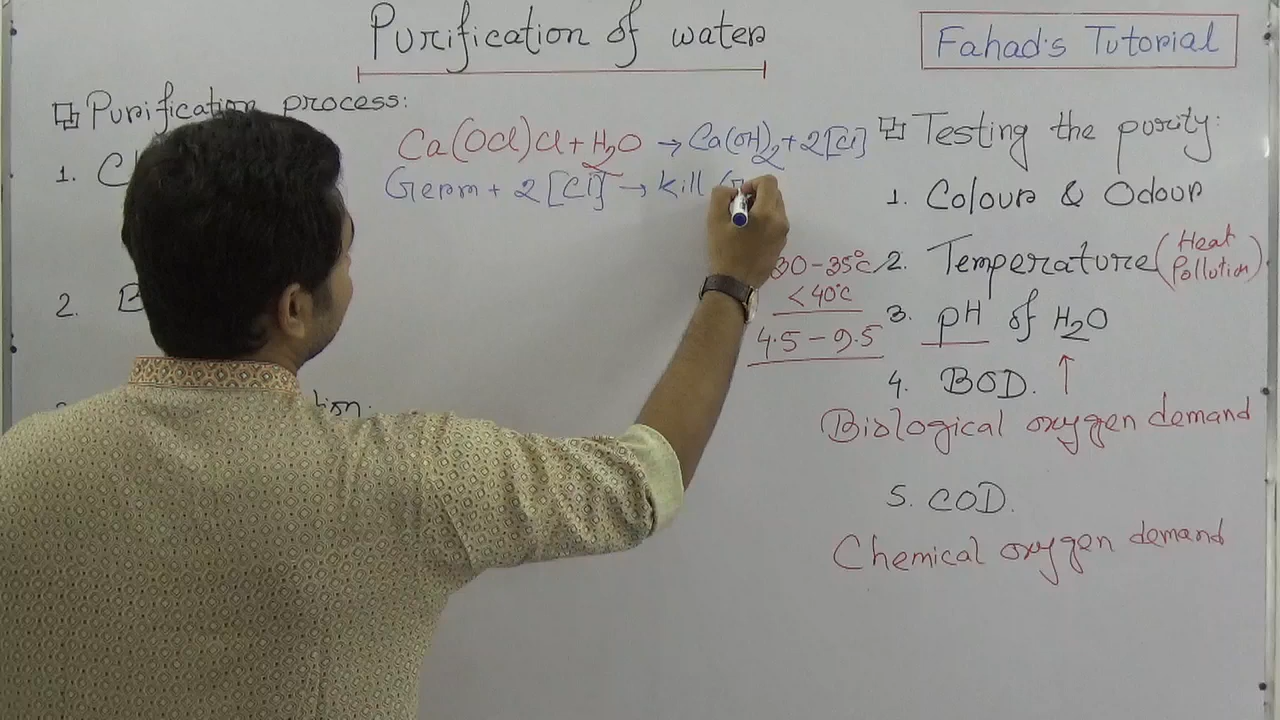 Purification of water
Fahad's Tutorial
Purification process:
1. C
Ca(OCl)Cl + H2O → Ca(OH)2 + 2[Cl]
Germ + 2[Cl] → kill
2. B
tion:
Testing the purity:
1. Colour & Odour
2. Temperature (Heat Pollution)
30 - 35°C
< 40°C
3. pH of H2O
4.5 - 9.5
4. BOD. ↑
Biological oxygen demand
5. COD.
Chemical oxygen demand